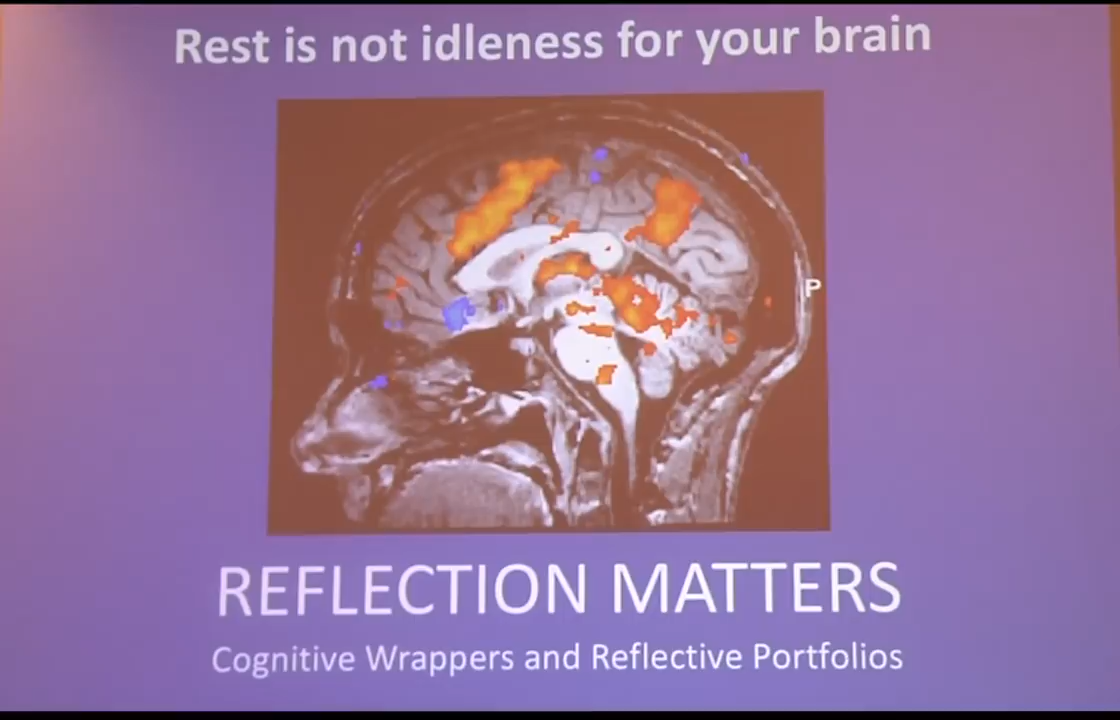 Rest is not idleness for your brain
P
REFLECTION MATTERS
Cognitive Wrappers and Reflective Portfolios